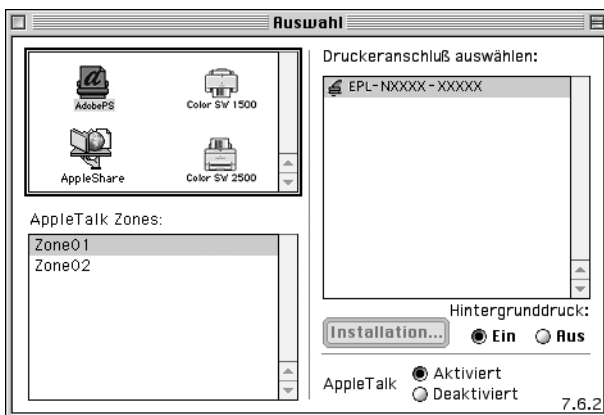 Auswahl
AdobePS
Color SW 1500
AppleShare
Color SW 2500
AppleTalk Zones:
Zone01
Zone02
Druckeranschluß auswählen:
EPL-NXXXX-XXXXX
Hintergrunddruck:
Installation...
Ein
Aus
AppleTalk
Aktiviert
Deaktiviert
7.6.2